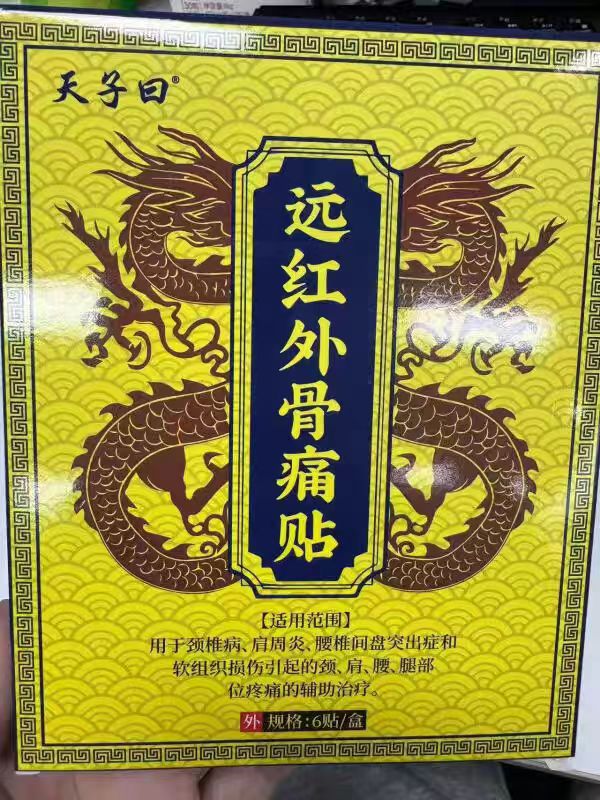 天子曰®
远红外骨痛贴
【适用范围】
用于颈椎病、肩周炎、腰椎间盘突出症和
软组织损伤引起的颈、肩、腰、腿部
位疼痛的辅助治疗。
外 规格:6贴/盒